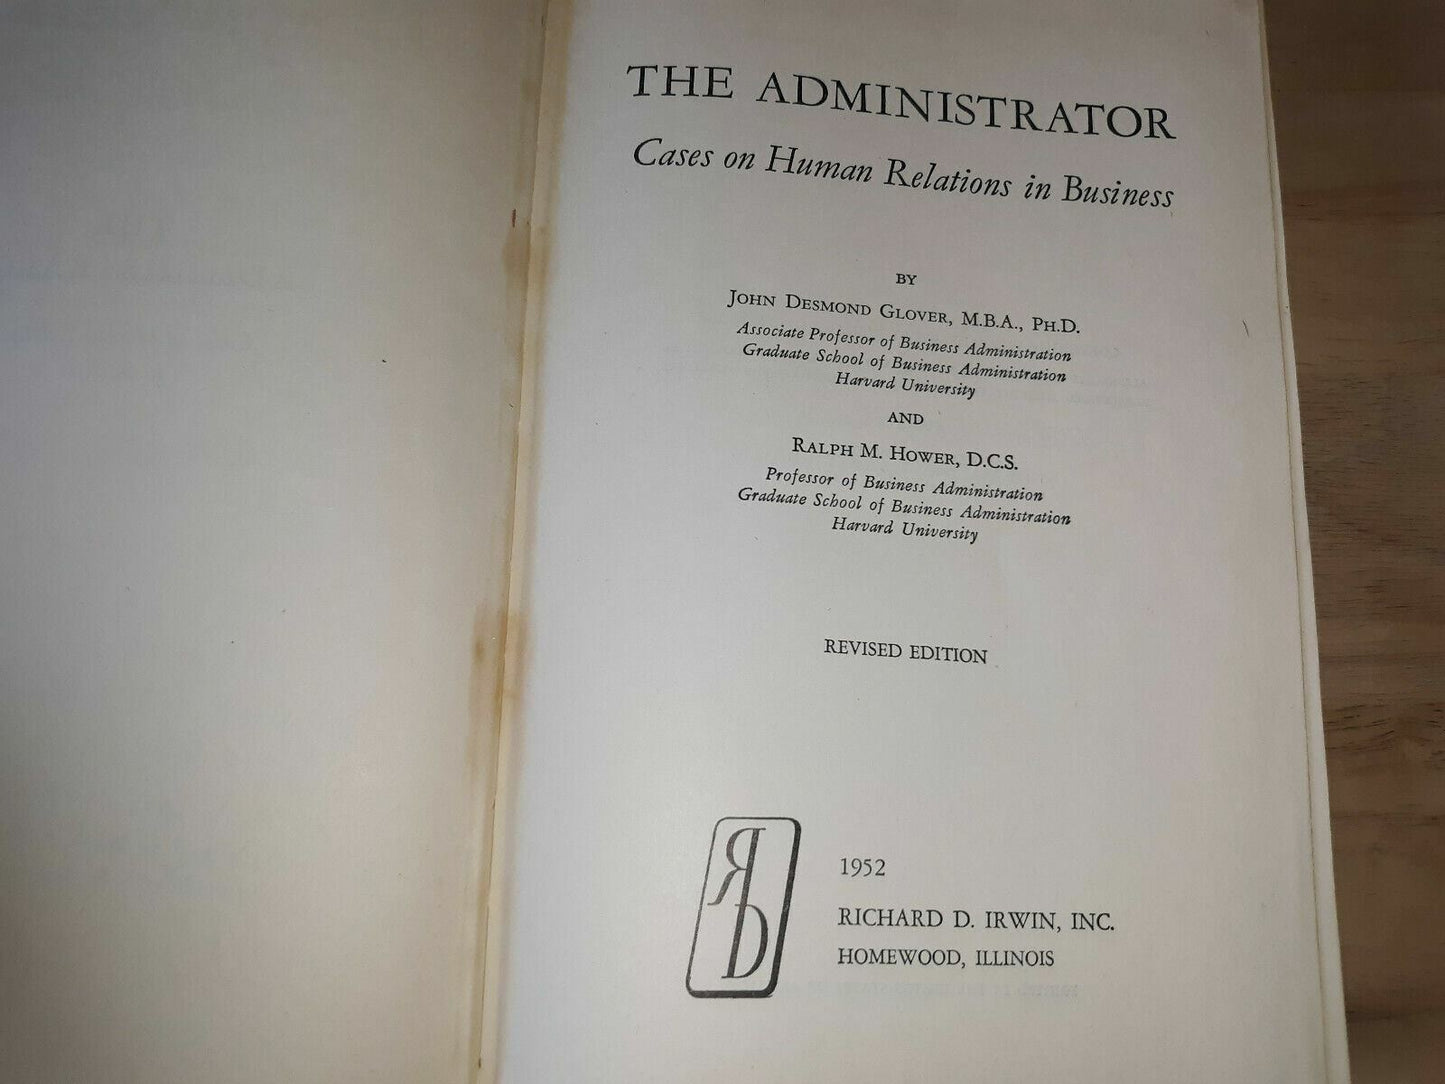 THE ADMINISTRATOR
Cases on Human Relations in Business
BY
JOHN DESMOND GLOVER, M.B.A., PH.D.
Associate Professor of Business Administration
Graduate School of Business Administration
Harvard University
AND
RALPH M. HOWER, D.C.S.
Professor of Business Administration
Graduate School of Business Administration
Harvard University
REVISED EDITION
RD
1952
RICHARD D. IRWIN, INC.
HOMEWOOD, ILLINOIS